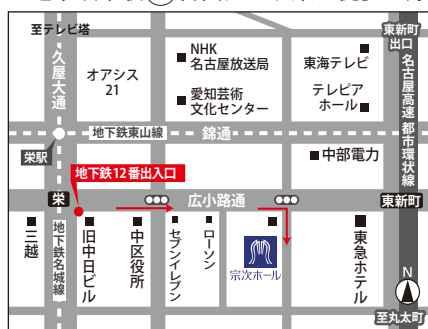 至テレビ塔
東新町
出口
久屋大通
オアシス
21
NHK
名古屋放送局
愛知芸術
文化センター
東海テレビ
テレピア
ホール
名古屋高速 都市環状線
地下鉄東山線
錦通
栄駅
中部電力
地下鉄12番出入口
栄
広小路通
東新町
三越
地下鉄名城線
旧中日ビル
中区役所
セブンイレブン
ローソン
宗次ホール
東急ホテル
N
至丸太町